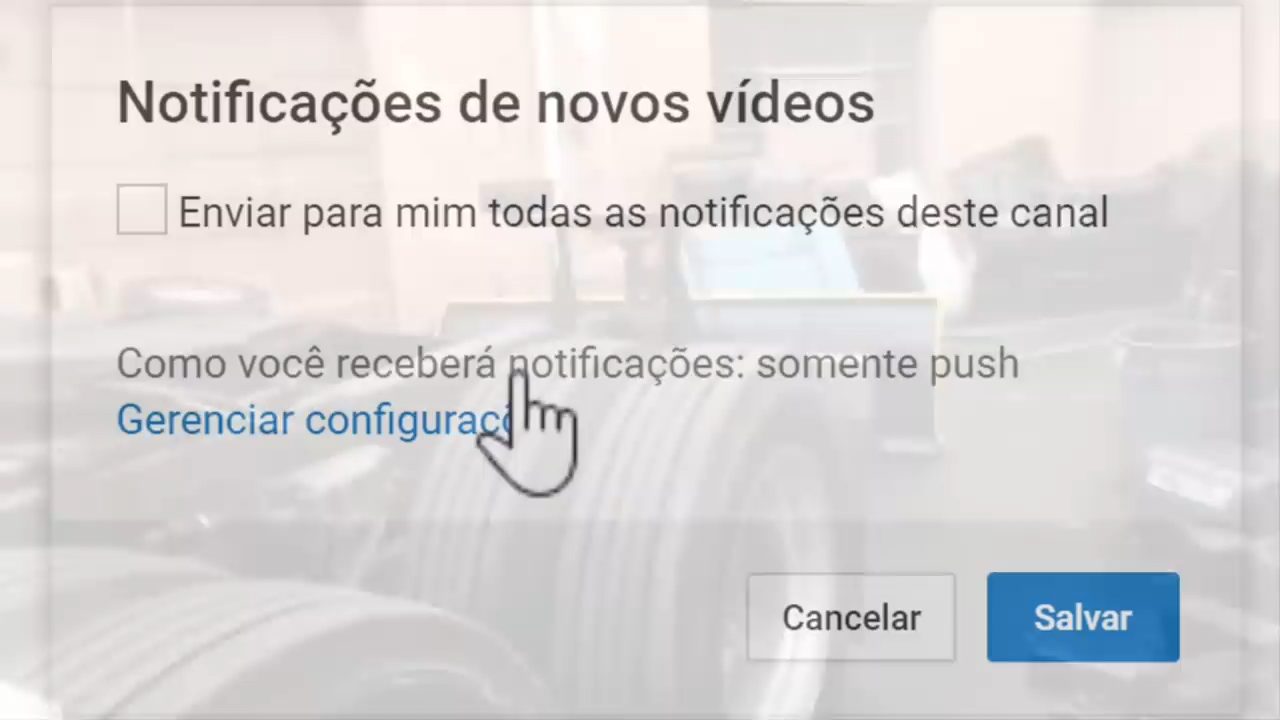 Notificações de novos vídeos
Enviar para mim todas as notificações deste canal
Como você receberá notificações: somente push
Gerenciar
Cancelar
Salvar